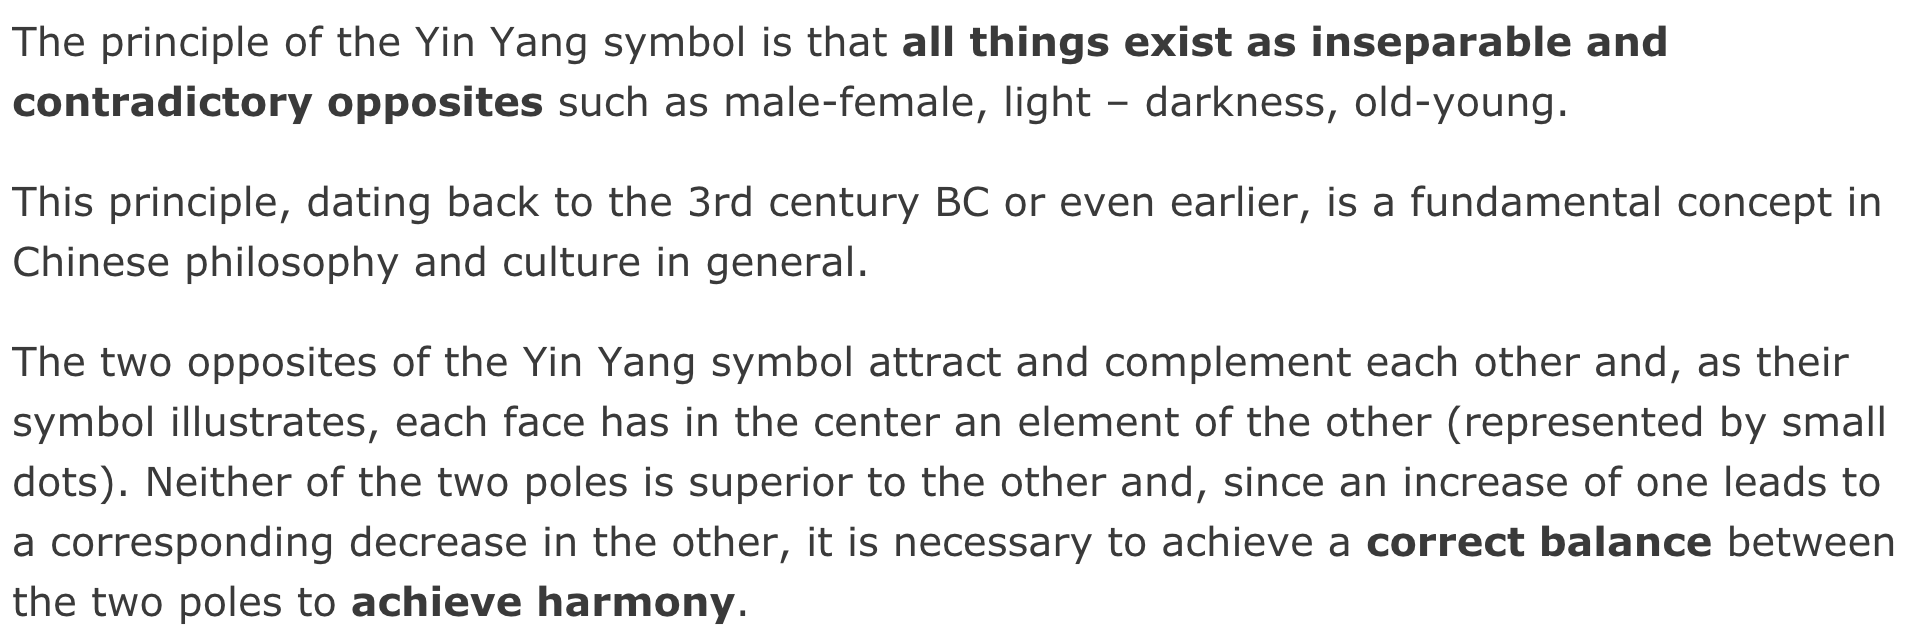 The principle of the Yin Yang symbol is that all things exist as inseparable and
contradictory opposites such as male-female, light – darkness, old-young.
This principle, dating back to the 3rd century BC or even earlier, is a fundamental concept in
Chinese philosophy and culture in general.
The two opposites of the Yin Yang symbol attract and complement each other and, as their
symbol illustrates, each face has in the center an element of the other (represented by small
dots). Neither of the two poles is superior to the other and, since an increase of one leads to
a corresponding decrease in the other, it is necessary to achieve a correct balance between
the two poles to achieve harmony.